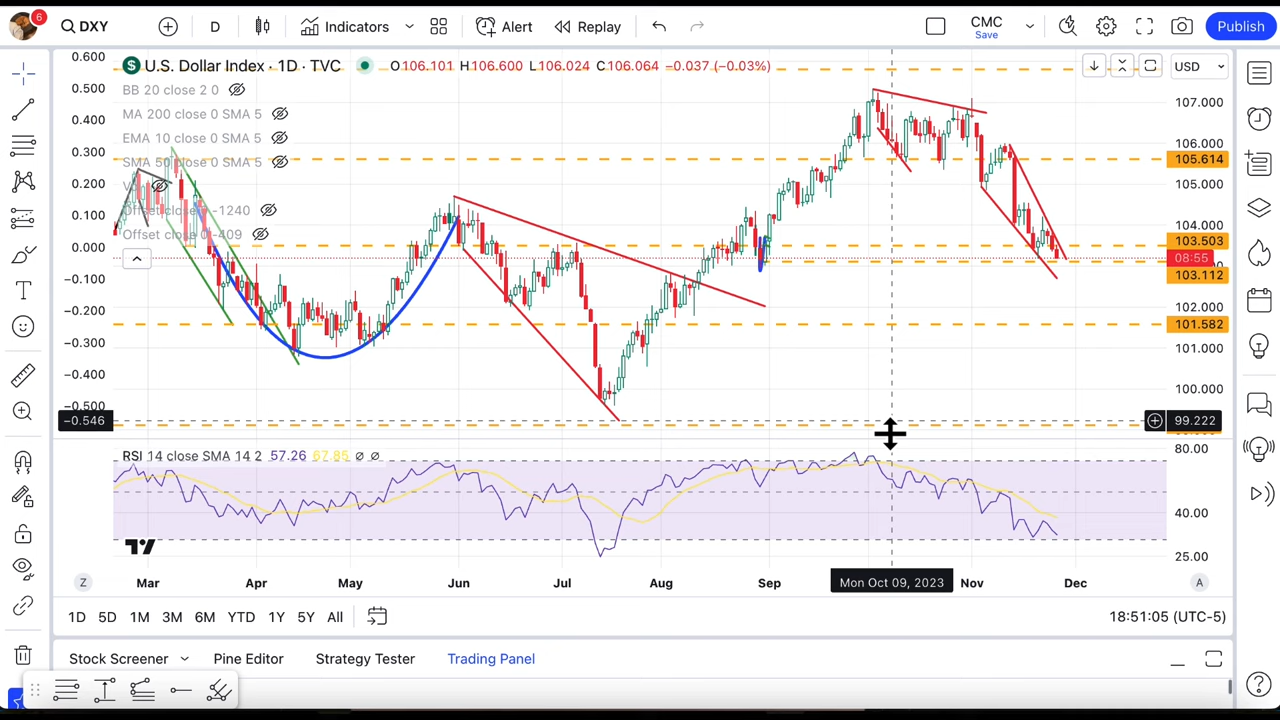 6
DXY
D
Indicators
Alert
Replay
CMC
Save
Publish
U.S. Dollar Index · 1D · TVC
O106.101 H106.600 L106.024 C106.064 −0.037 (−0.03%)
USD
BB 20 close 2 0
MA 200 close 0 SMA 5
EMA 10 close 0 SMA 5
SMA 50 close 0 SMA 5
Offset close 0 -1240
Offset close 0 -409
0.600
0.500
0.400
0.300
0.200
0.100
0.000
−0.100
−0.200
−0.300
−0.400
−0.500
−0.546
107.000
106.000
105.614
105.000
104.000
103.503
08:55
103.112
102.000
101.582
101.000
100.000
99.222
RSI 14 close SMA 14 2 57.26 67.85 ∅ ∅
80.00
40.00
25.00
Z
Mar
Apr
May
Jun
Jul
Aug
Sep
Mon Oct 09, 2023
Nov
Dec
A
1D 5D 1M 3M 6M YTD 1Y 5Y All
18:51:05 (UTC-5)
Stock Screener
Pine Editor
Strategy Tester
Trading Panel